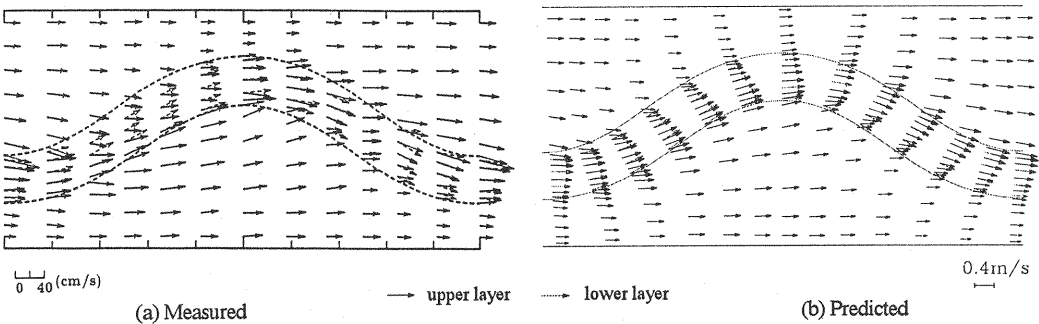 0 40 (cm/s)
0.4m/s
upper layer
lower layer
(a) Measured
(b) Predicted